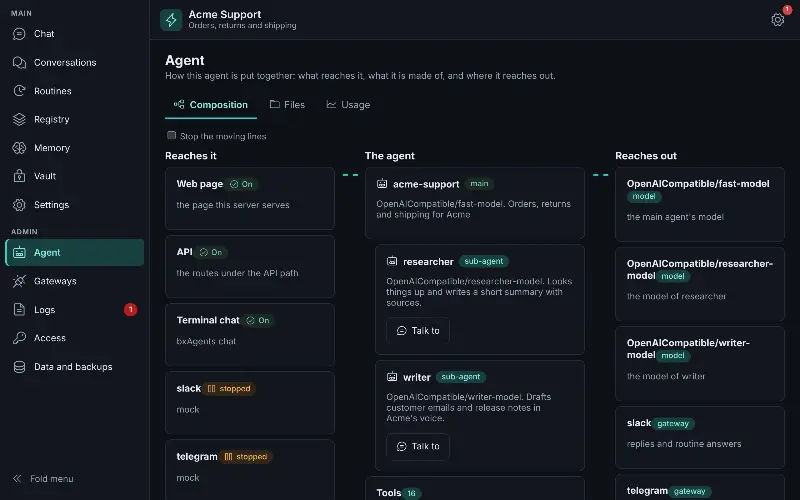 MAIN
Chat
Conversations
Routines
Registry
Memory
Vault
Settings
ADMIN
Agent
Gateways
Logs 1
Access
Data and backups
Fold menu
Acme Support
Orders, returns and shipping
1
Agent
How this agent is put together: what reaches it, what it is made of, and where it reaches out.
Composition Files Usage
Stop the moving lines
Reaches it
Web page On
the page this server serves
API On
the routes under the API path
Terminal chat On
bxAgents chat
slack stopped
mock
telegram stopped
mock
The agent
acme-support main
OpenAICompatible/fast-model. Orders, returns
and shipping for Acme
researcher sub-agent
OpenAICompatible/researcher-model. Looks
things up and writes a short summary with
sources.
Talk to
writer sub-agent
OpenAICompatible/writer-model. Drafts
customer emails and release notes in
Acme's voice.
Talk to
Tools 16
Reaches out
OpenAICompatible/fast-model
model
the main agent's model
OpenAICompatible/researcher-
model model
the model of researcher
OpenAICompatible/writer-
model model
the model of writer
slack gateway
replies and routine answers
telegram gateway